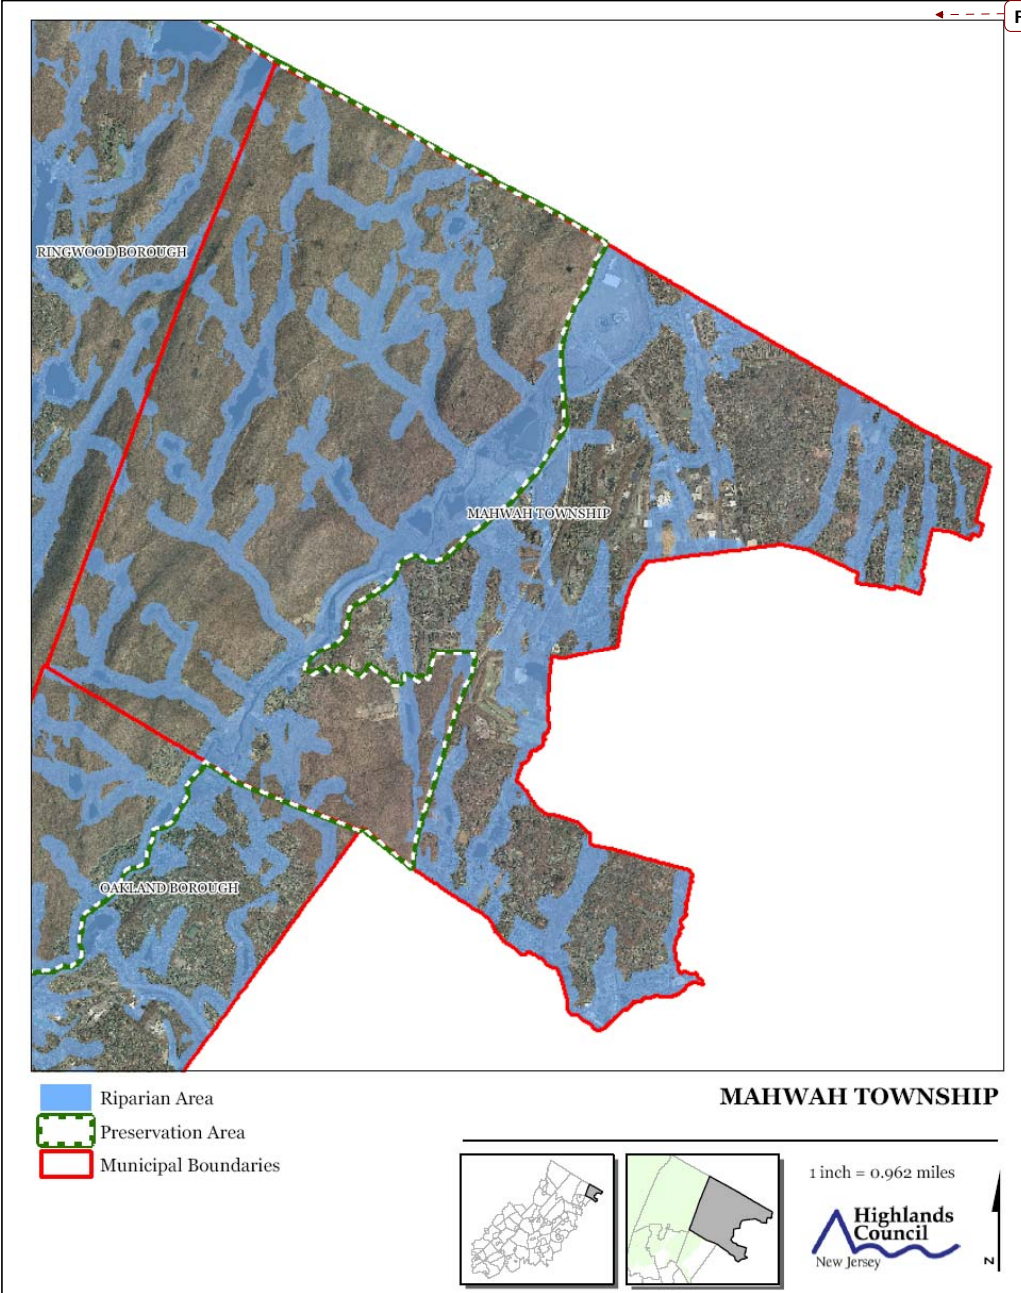 F
RINGWOOD BOROUGH
MAHWAH TOWNSHIP
OAKLAND BOROUGH
Riparian Area
Preservation Area
Municipal Boundaries
MAHWAH TOWNSHIP
1 inch = 0.962 miles
Highlands
Council
New Jersey
N